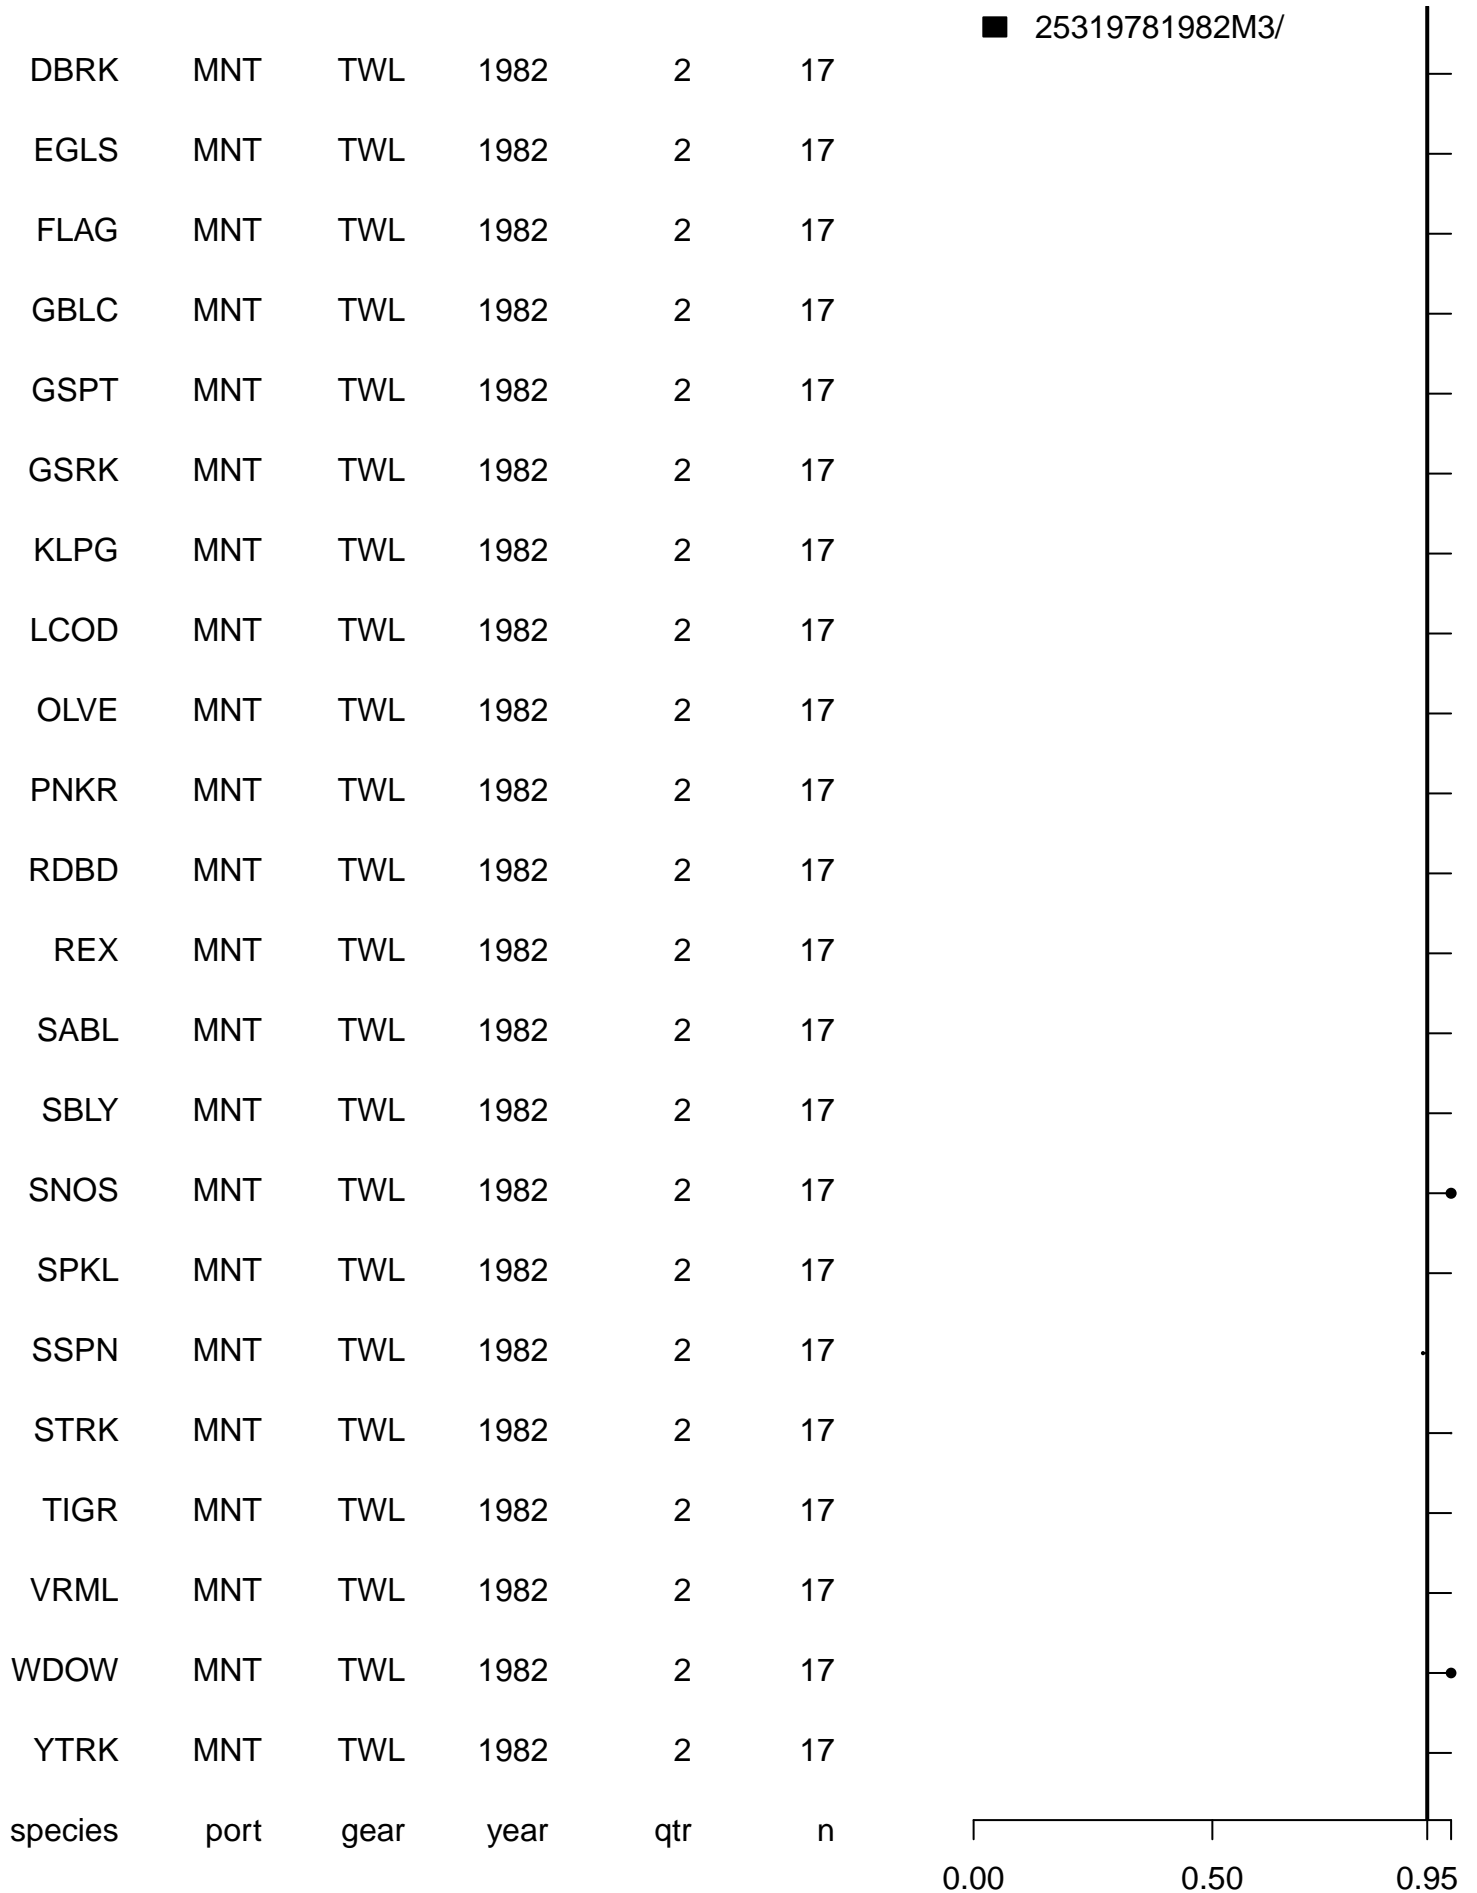 25319781982M3/
DBRK MNT TWL 1982 2 17
EGLS MNT TWL 1982 2 17
FLAG MNT TWL 1982 2 17
GBLC MNT TWL 1982 2 17
GSPT MNT TWL 1982 2 17
GSRK MNT TWL 1982 2 17
KLPG MNT TWL 1982 2 17
LCOD MNT TWL 1982 2 17
OLVE MNT TWL 1982 2 17
PNKR MNT TWL 1982 2 17
RDBD MNT TWL 1982 2 17
REX MNT TWL 1982 2 17
SABL MNT TWL 1982 2 17
SBLY MNT TWL 1982 2 17
SNOS MNT TWL 1982 2 17
SPKL MNT TWL 1982 2 17
SSPN MNT TWL 1982 2 17
STRK MNT TWL 1982 2 17
TIGR MNT TWL 1982 2 17
VRML MNT TWL 1982 2 17
WDOW MNT TWL 1982 2 17
YTRK MNT TWL 1982 2 17
species port gear year qtr n
0.00 0.50 0.95